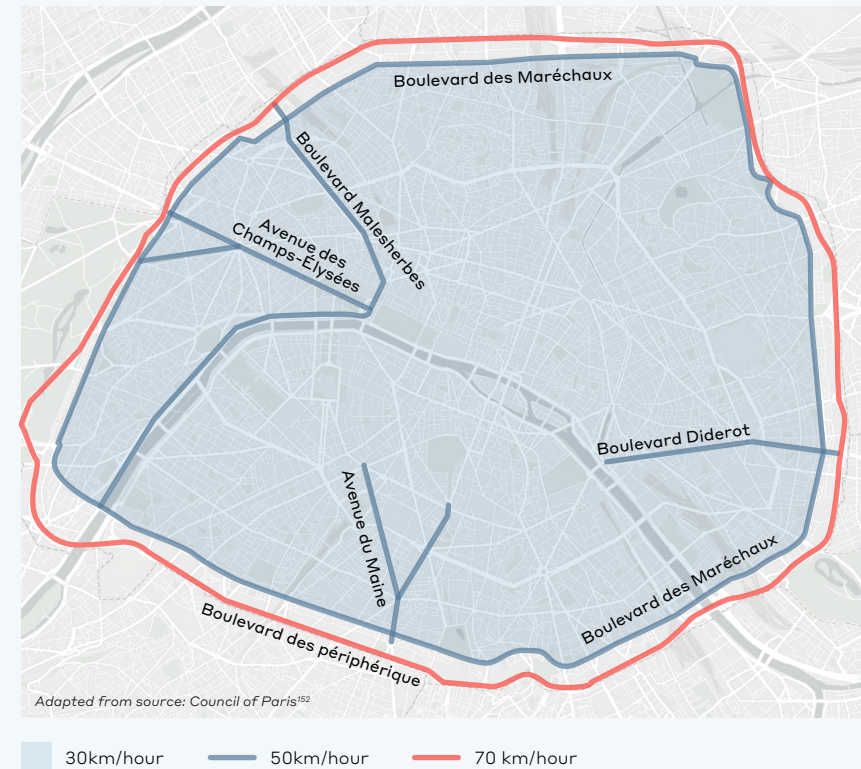 Boulevard des Maréchaux
Boulevard Malesherbes
Avenue des
Champs-Élysées
Boulevard Diderot
Avenue du Maine
Boulevard des Maréchaux
Boulevard des périphérique
Adapted from source: Council of Paris¹⁵²
30km/hour
50km/hour
70 km/hour